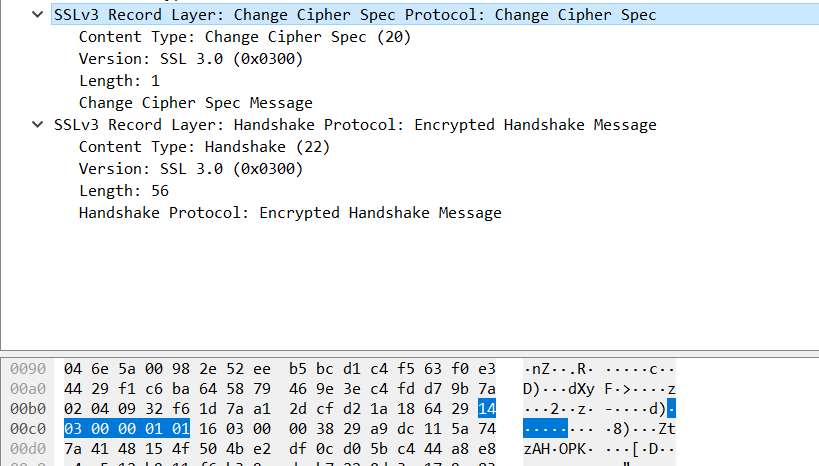 SSLv3 Record Layer: Change Cipher Spec Protocol: Change Cipher Spec
Content Type: Change Cipher Spec (20)
Version: SSL 3.0 (0x0300)
Length: 1
Change Cipher Spec Message
SSLv3 Record Layer: Handshake Protocol: Encrypted Handshake Message
Content Type: Handshake (22)
Version: SSL 3.0 (0x0300)
Length: 56
Handshake Protocol: Encrypted Handshake Message
0090 04 6e 5a 00 98 2e 52 ee b5 bc d1 c4 f5 63 f0 e3 ·nZ··.R· ·····c··
00a0 44 29 f1 c6 ba 64 58 79 46 9e 3e c4 fd d7 9b 7a D)···dXy F·>····z
00b0 02 04 09 32 f6 1d 7a a1 2d cf d2 1a 18 64 29 14 ···2··z· -····d)·
00c0 03 00 00 01 01 16 03 00 00 38 29 a9 dc 11 5a 74 ········ ·8)···Zt
00d0 7a 41 48 15 4f 50 4b e2 df 0c d0 5b c4 44 a8 e8 zAH·OPK· ···[·D··